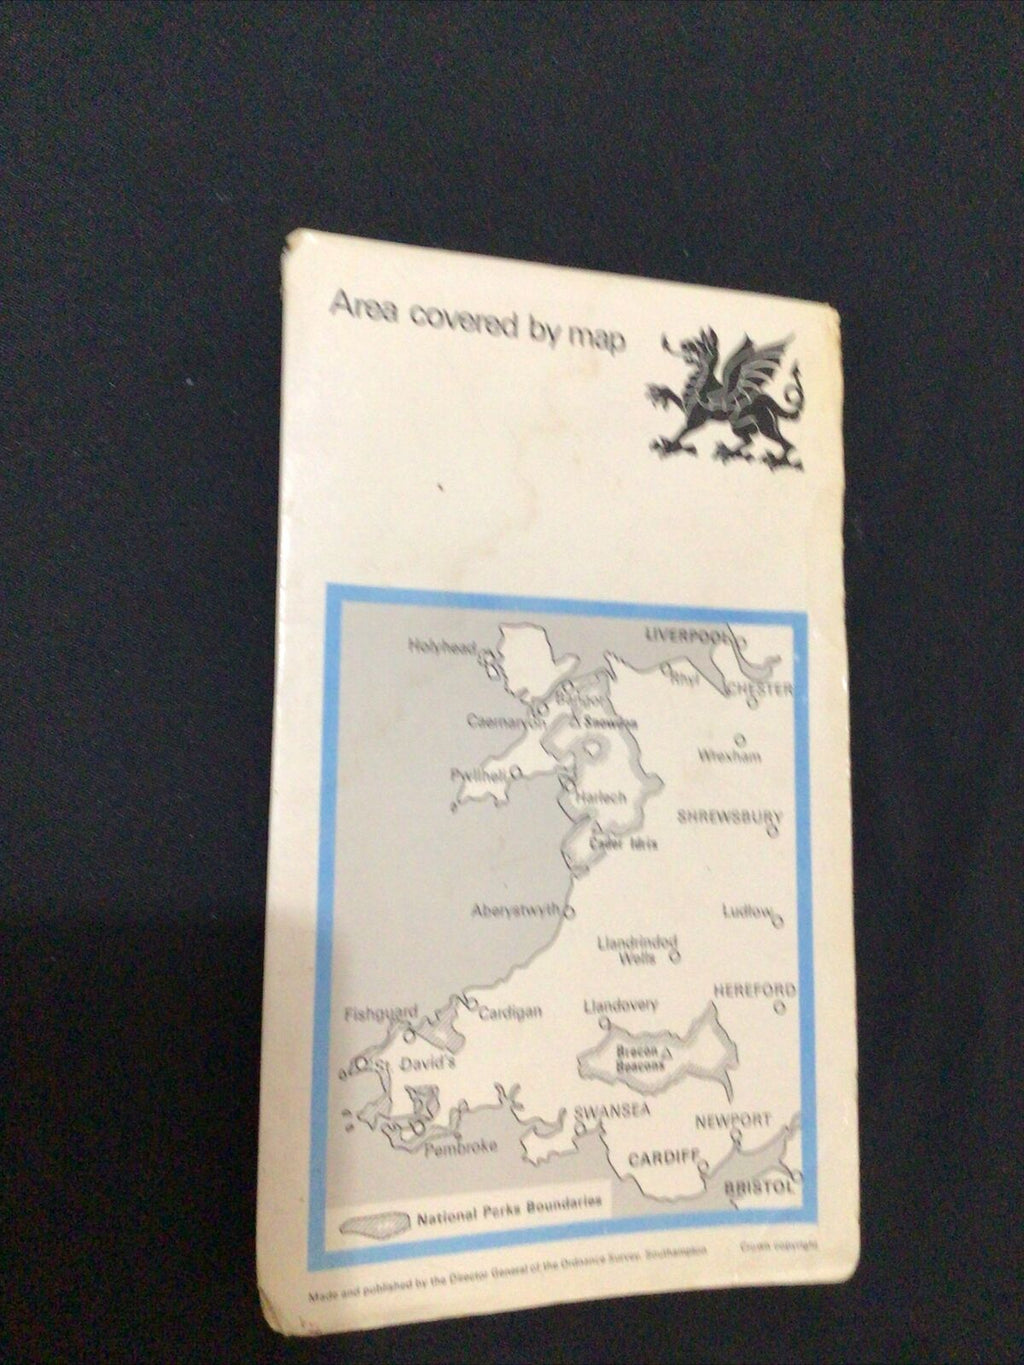 Area covered by map
LIVERPOOL
Holyhead
Rhyl
CHESTER
Bangor
Caernarvon
Snowdon
Wrexham
Pwllheli
Harlech
SHREWSBURY
Cader Idris
Aberystwyth
Ludlow
Llandrindod
Wells
HEREFORD
Llandovery
Fishguard
Cardigan
Brecon
Beacons
St. David's
SWANSEA
NEWPORT
Pembroke
CARDIFF
BRISTOL
National Parks Boundaries
Made and published by the Director General of the Ordnance Survey, Southampton
Crown copyright